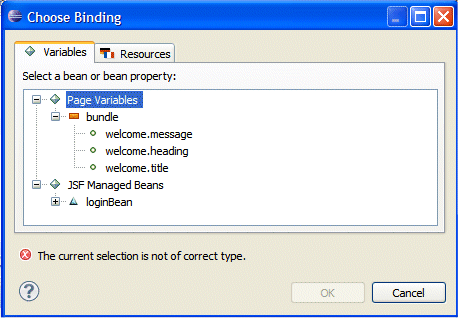 Choose Binding
Variables
Resources
Select a bean or bean property:
Page Variables
bundle
welcome.message
welcome.heading
welcome.title
JSF Managed Beans
loginBean
The current selection is not of correct type.
?
OK
Cancel